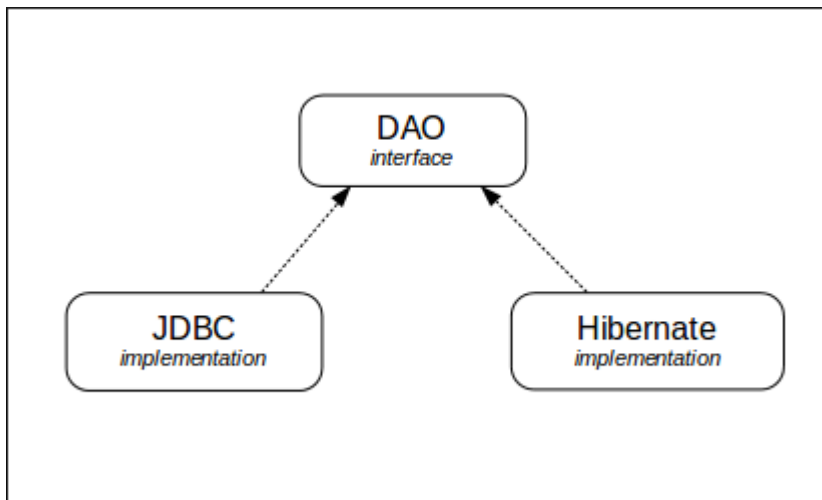 DAO
interface
JDBC
implementation
Hibernate
implementation